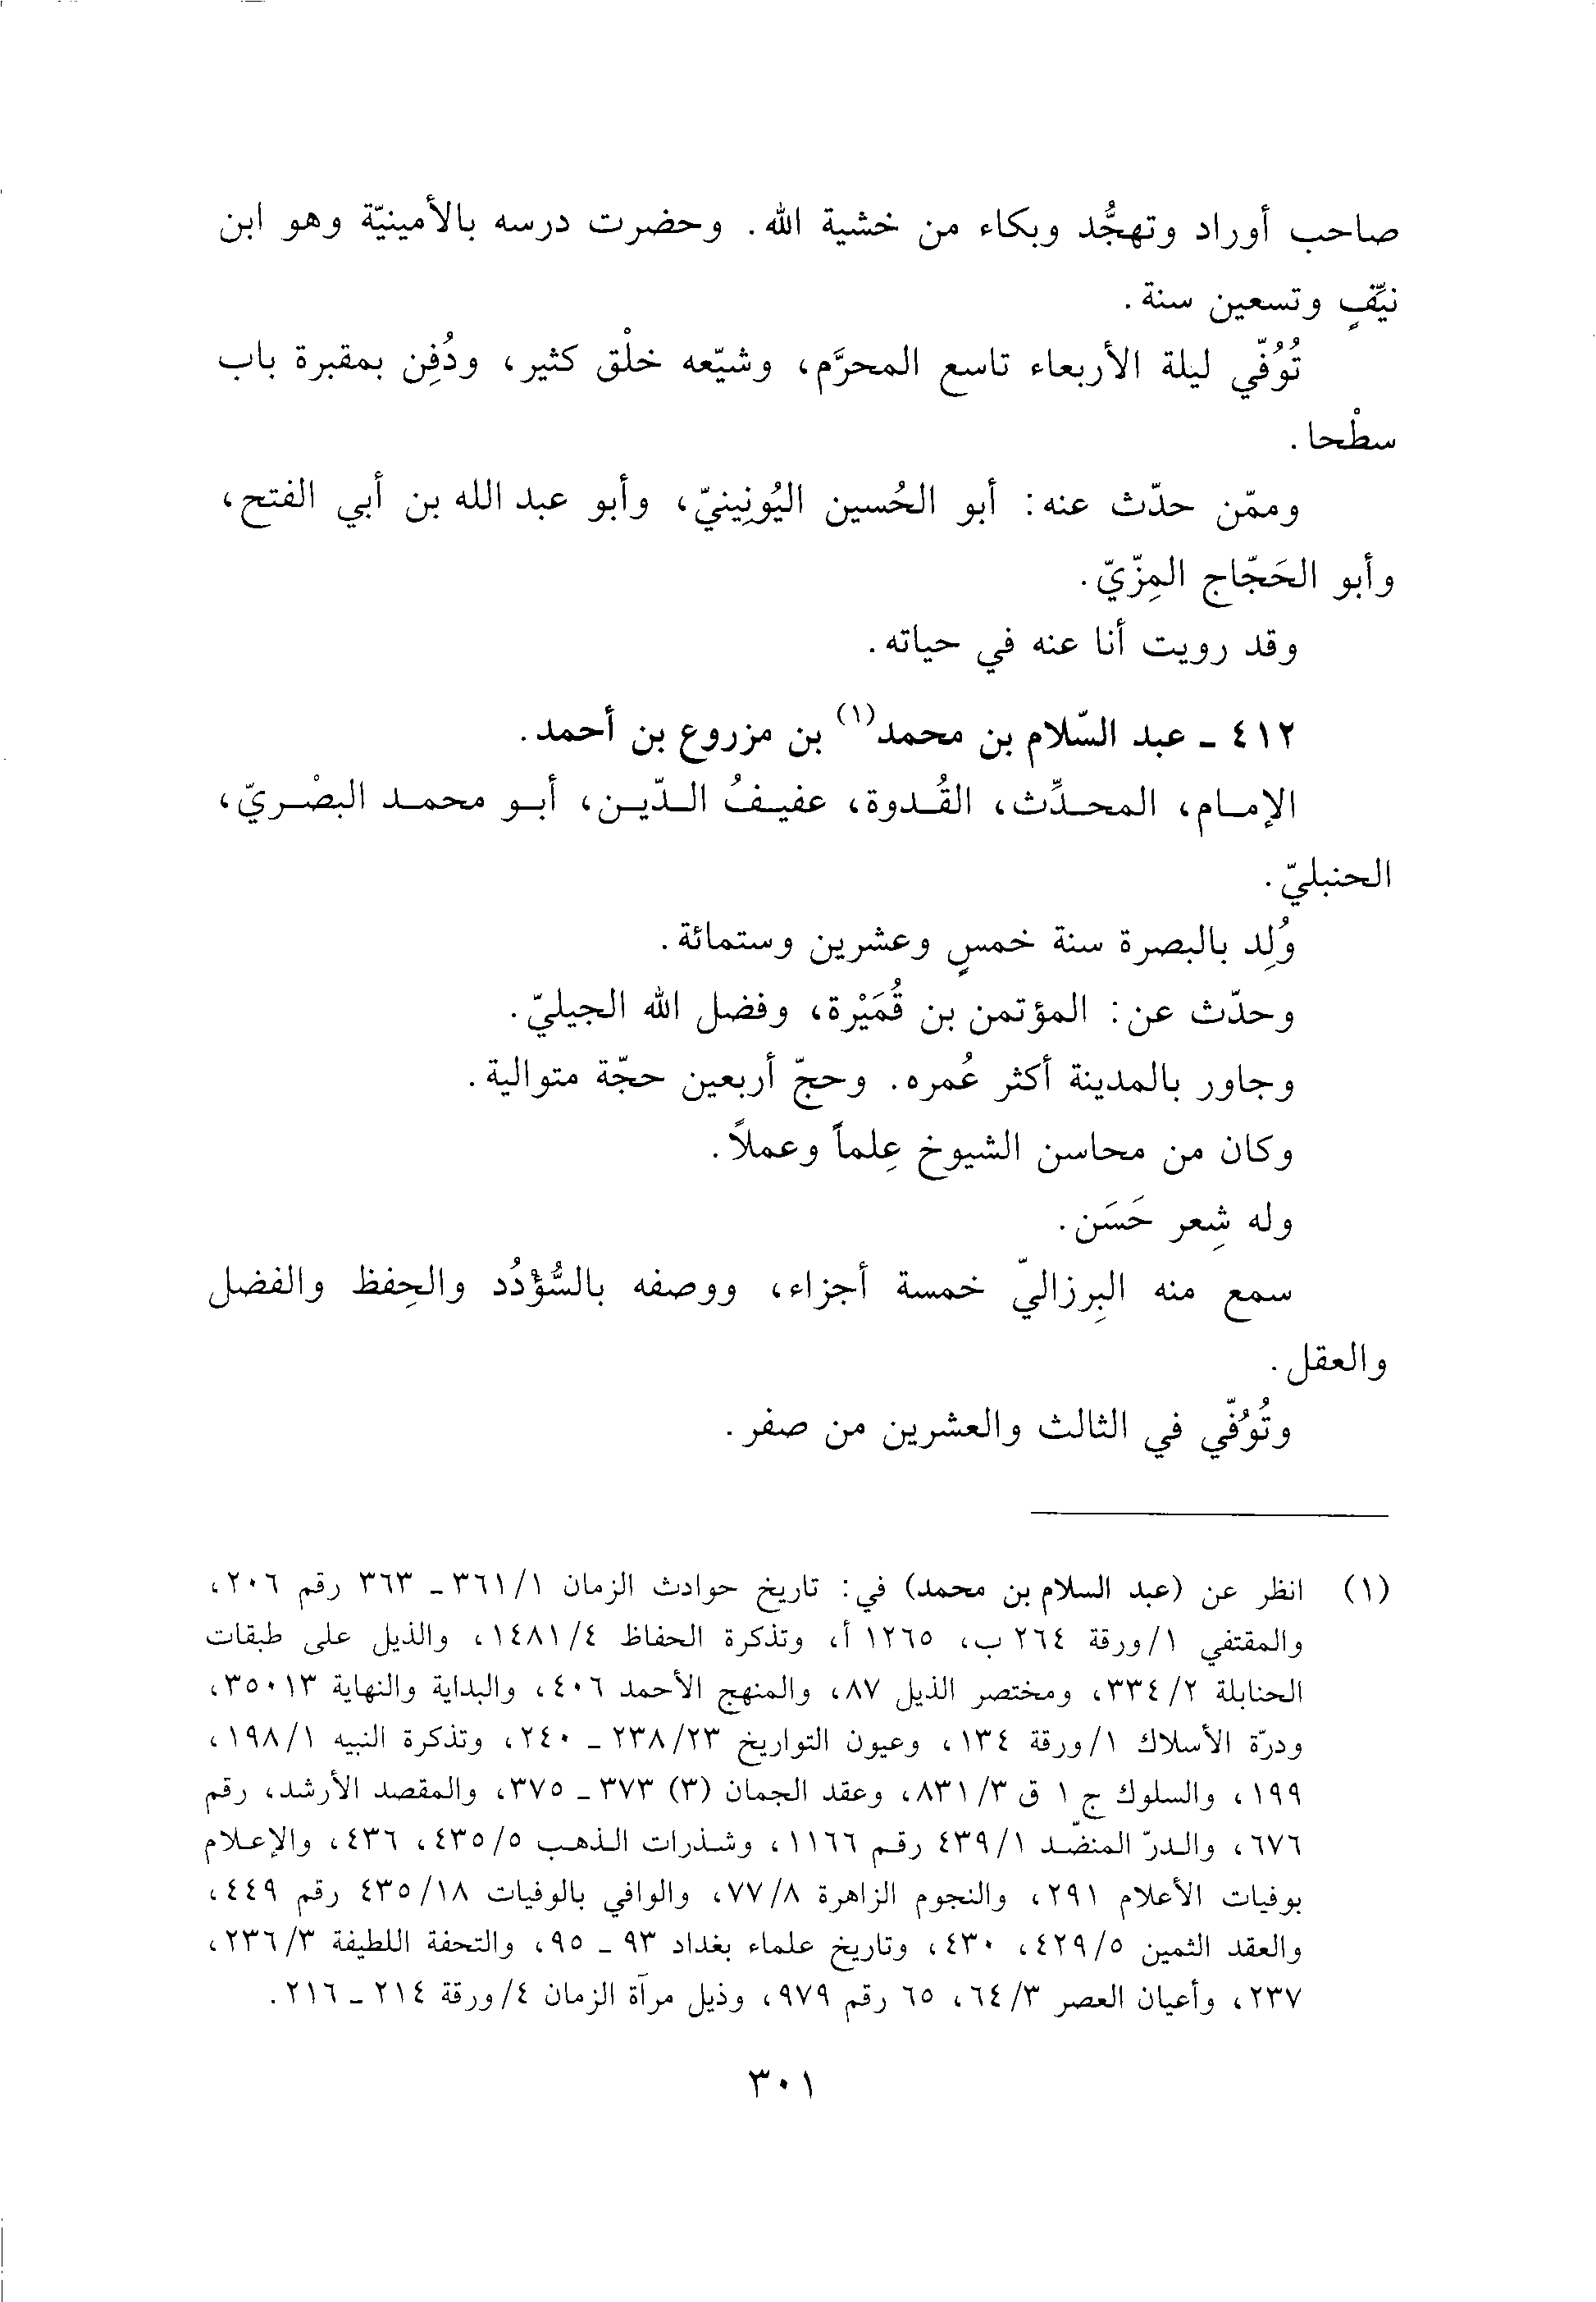 صاحب أوراد وتهجُّد وبكاء من خشية الله. وحضرت درسه بالأمينيّة وهو ابن
نيِّفٍ وتسعين سنة.
تُوُفّي ليلة الأربعاء تاسع المحرَّم، وشيّعه خلْق كثير، ودُفِن بمقبرة باب
سطْحا.
وممّن حدّث عنه: أبو الحُسين اليُونِينيّ، وأبو عبد الله بن أبي الفتح،
وأبو الحَجّاج المِزّيّ.
وقد رويت أنا عنه في حياته.
٤١٢ ـ عبد السّلام بن محمد(١) بن مزروع بن أحمد.
الإمام، المحدِّث، القُدوة، عفيفُ الدّين، أبو محمد البصْريّ،
الحنبليّ.
وُلِد بالبصرة سنة خمسٍ وعشرين وستمائة.
وحدّث عن: المؤتمن بن قُمَيْرة، وفضل الله الجيليّ.
وجاور بالمدينة أكثر عُمره. وحجّ أربعين حجّة متوالية.
وكان من محاسن الشيوخ عِلماً وعملاً.
وله شِعر حَسَن.
سمع منه البِرزاليّ خمسة أجزاء، ووصفه بالسُّؤْدُد والحِفظ والفضل
والعقل.
وتُوُفّي في الثالث والعشرين من صفر.
(١) انظر عن (عبد السلام بن محمد) في: تاريخ حوادث الزمان ١/ ٣٦١ ـ ٣٦٣ رقم ٢٠٦،
والمقتفي ١/ ورقة ٢٦٤ ب، ١٢٦٥ أ، وتذكرة الحفاظ ٤/ ١٤٨١، والذيل على طبقات
الحنابلة ٢/ ٣٣٤، ومختصر الذيل ٨٧، والمنهج الأحمد ٤٠٦، والبداية والنهاية ٣٥٠١٣،
ودرّة الأسلاك ١/ ورقة ١٣٤، وعيون التواريخ ٢٣/ ٢٣٨ ـ ٢٤٠، وتذكرة النبيه ١/ ١٩٨،
١٩٩، والسلوك ج ١ ق ٣/ ٨٣١، وعقد الجمان (٣) ٣٧٣ ـ ٣٧٥، والمقصد الأرشد، رقم
٦٧٦، والدرّ المنضّد ١/ ٤٣٩ رقم ١١٦٦، وشذرات الذهب ٥/ ٤٣٥، ٤٣٦، والإعلام
بوفيات الأعلام ٢٩١، والنجوم الزاهرة ٨/ ٧٧، والوافي بالوفيات ١٨/ ٤٣٥ رقم ٤٤٩،
والعقد الثمين ٥/ ٤٢٩، ٤٣٠، وتاريخ علماء بغداد ٩٣ ـ ٩٥، والتحفة اللطيفة ٣/ ٢٣٦،
٢٣٧، وأعيان العصر ٣/ ٦٤، ٦٥ رقم ٩٧٩، وذيل مرآة الزمان ٤/ ورقة ٢١٤ ـ ٢١٦.
٣٠١